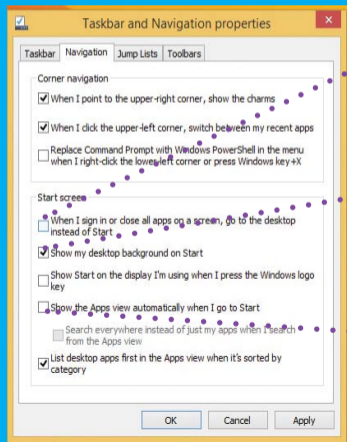 Taskbar and Navigation properties
Taskbar Navigation Jump Lists Toolbars
Corner navigation
When I point to the upper-right corner, show the charms
When I click the upper-left corner, switch between my recent apps
Replace Command Prompt with Windows PowerShell in the menu
when I right-click the lower-left corner or press Windows key+X
Start screen
When I sign in or close all apps on a screen, go to the desktop
instead of Start
Show my desktop background on Start
Show Start on the display I'm using when I press the Windows logo
key
Show the Apps view automatically when I go to Start
Search everywhere instead of just my apps when I search
from the Apps view
List desktop apps first in the Apps view when it's sorted by
category
OK Cancel Apply